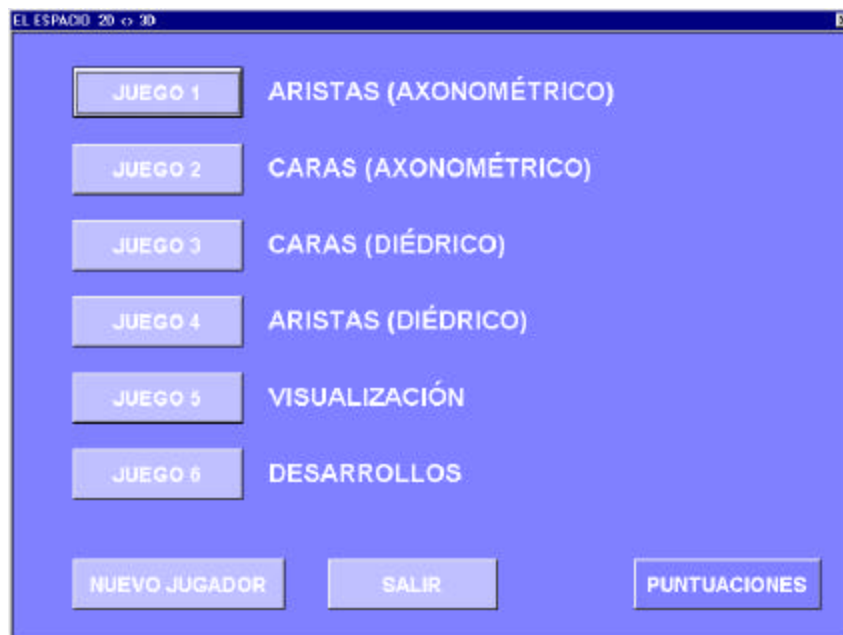 EL ESPACIO 2D <> 3D
JUEGO 1 ARISTAS (AXONOMÉTRICO)
JUEGO 2 CARAS (AXONOMÉTRICO)
JUEGO 3 CARAS (DIÉDRICO)
JUEGO 4 ARISTAS (DIÉDRICO)
JUEGO 5 VISUALIZACIÓN
JUEGO 6 DESARROLLOS
NUEVO JUGADOR SALIR PUNTUACIONES